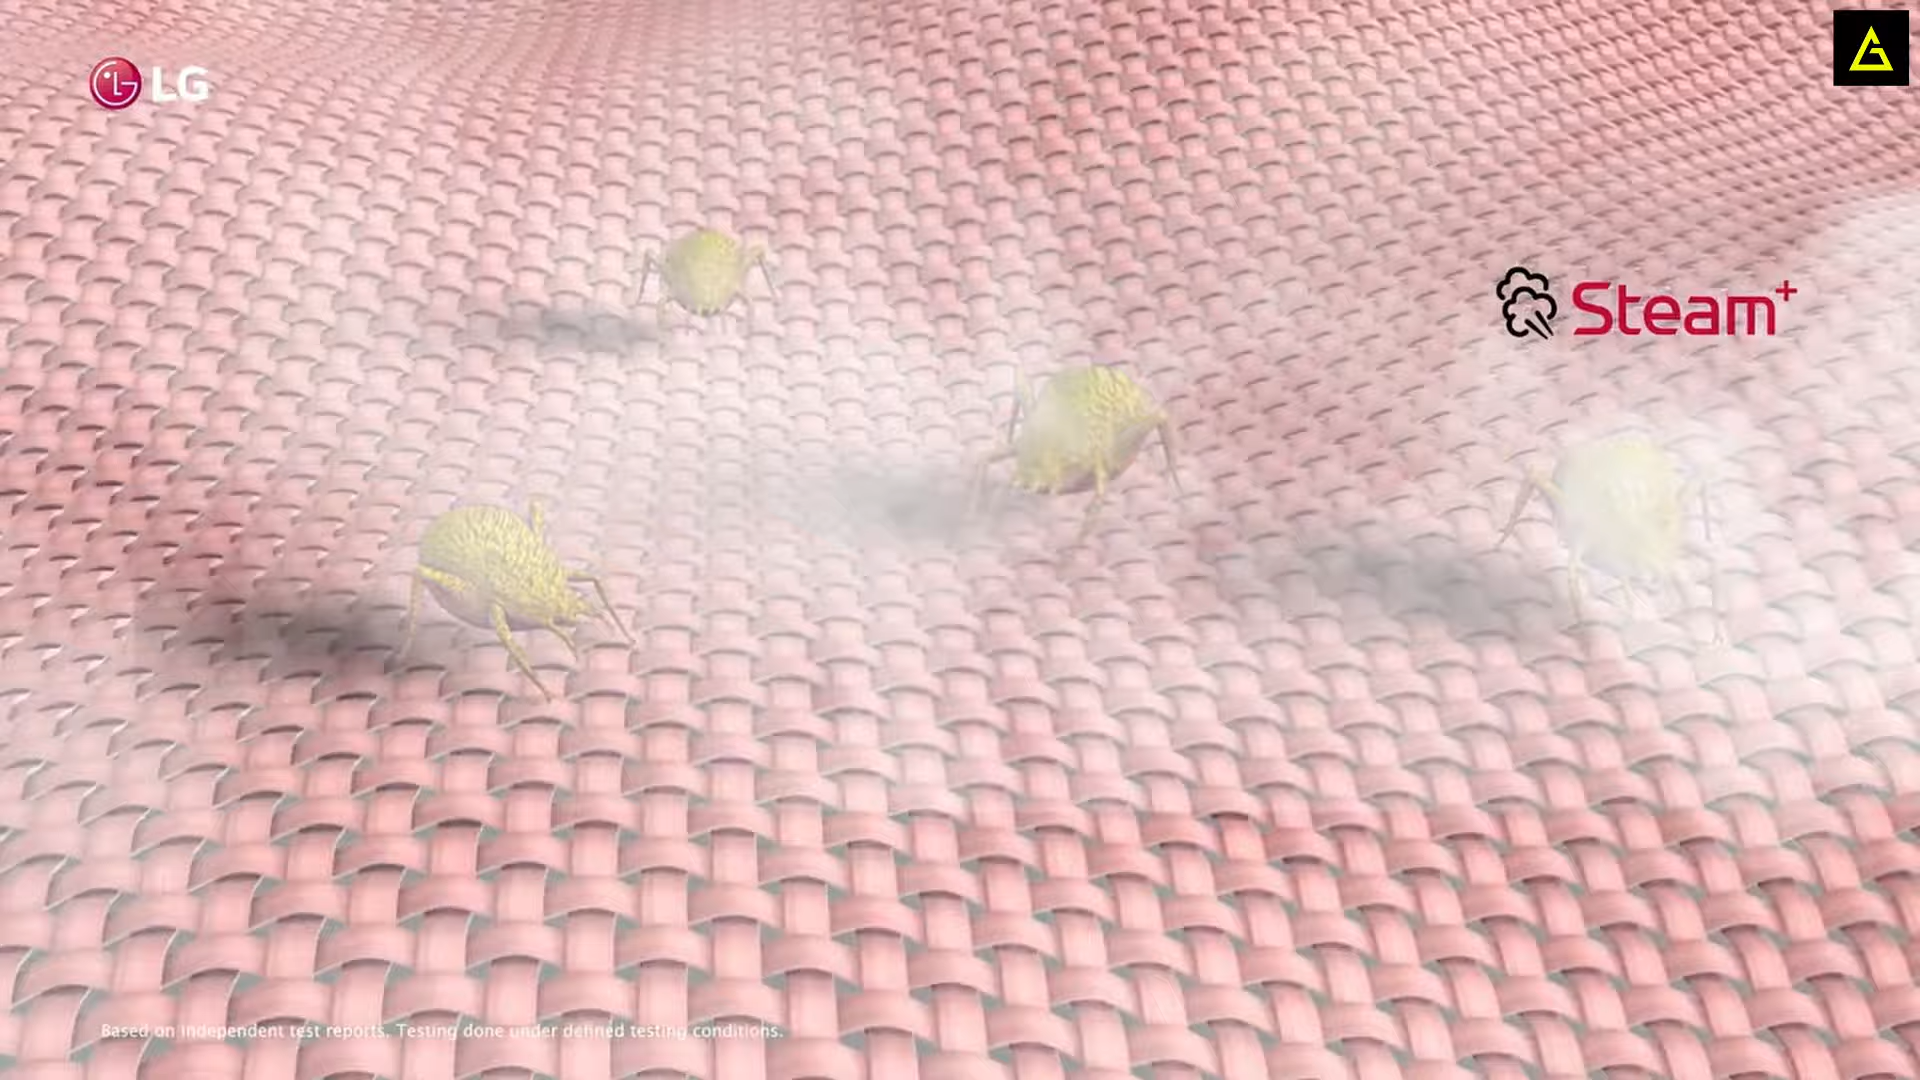 LG
Steam+
Based on independent test reports. Testing done under defined testing conditions.